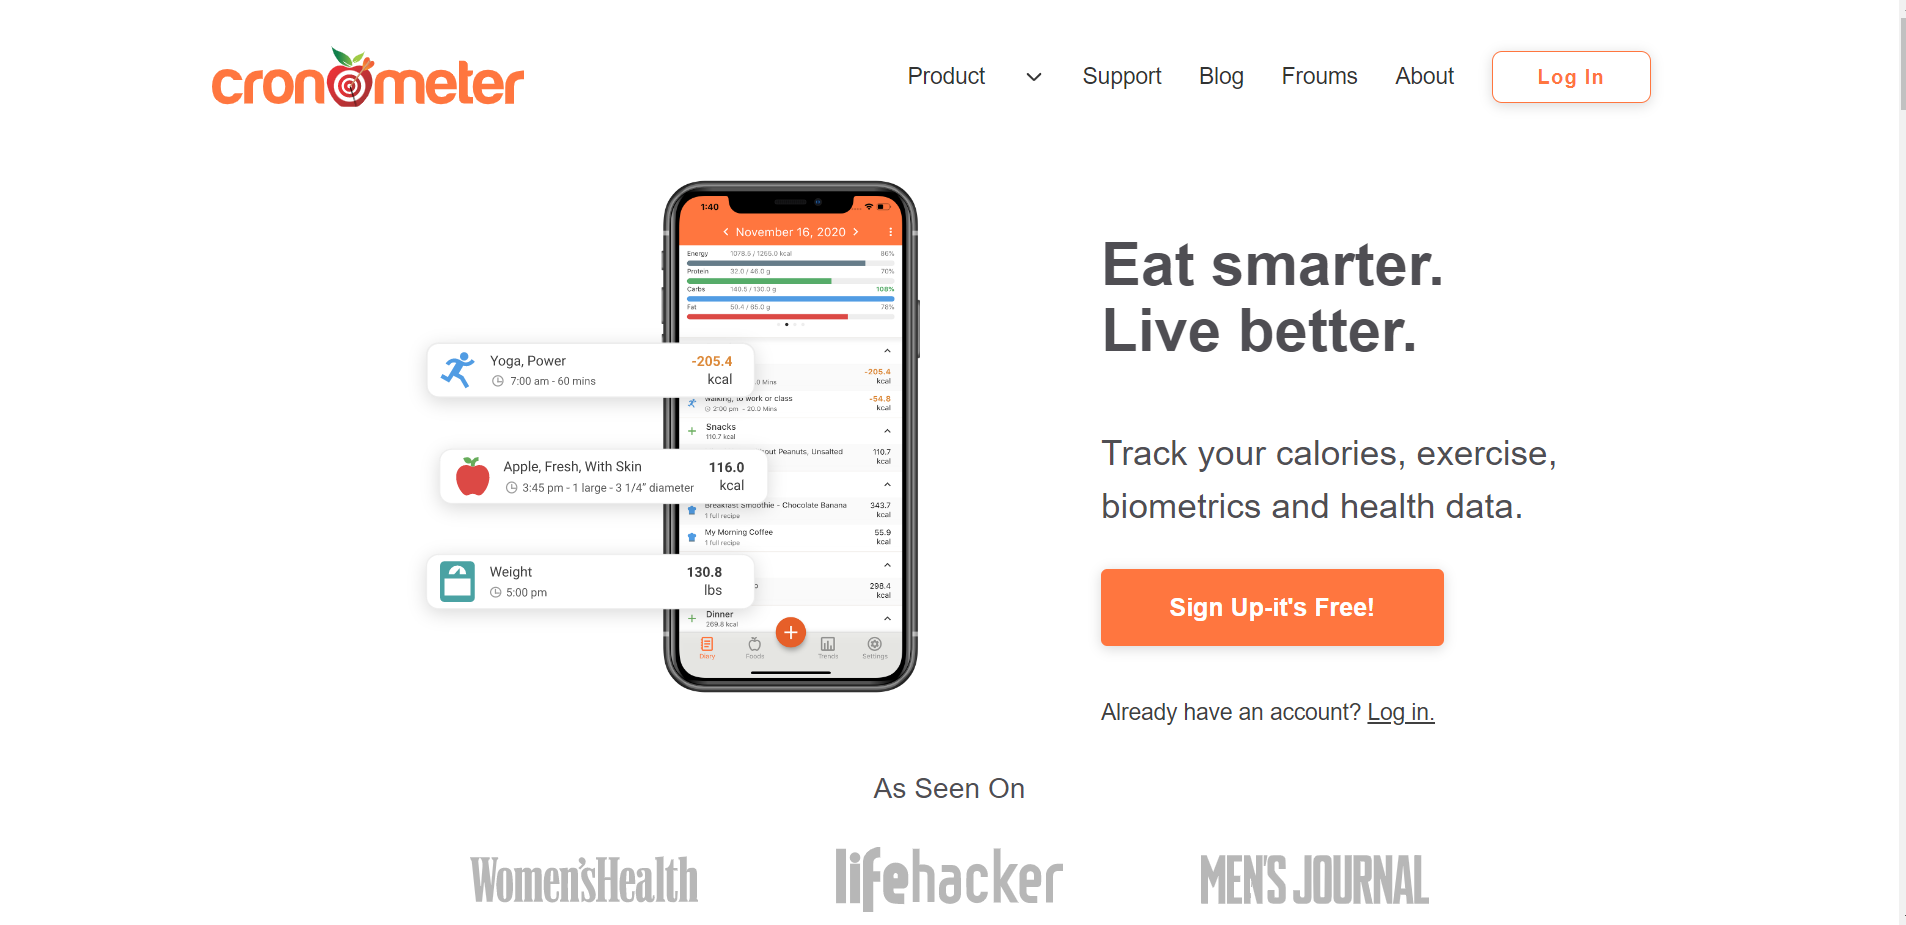 cronometer
Product
Support
Blog
Froums
About
Log In
1:40
November 16, 2020
Energy 1078.5 / 1265.0 kcal 86%
Protein 32.0 / 46.0 g 70%
Carbs 140.5 / 130.0 g 108%
Fat 50.4 / 65.0 g 78%
Yoga, Power -205.4
7:00 am - 60 mins kcal
-205.4
.0 Mins kcal
walking, to work or class -54.8
2:00 pm - 20.0 Mins kcal
Snacks
110.7 kcal
out Peanuts, Unsalted 110.7
kcal
Apple, Fresh, With Skin 116.0
3:45 pm - 1 large - 3 1/4” diameter kcal
Breakfast Smoothie - Chocolate Banana 343.7
1 full recipe kcal
My Morning Coffee 55.9
1 full recipe kcal
Weight 130.8
5:00 pm lbs
298.4
kcal
Dinner
269.8 kcal
Diary
Foods
Trends
Settings
Eat smarter.
Live better.
Track your calories, exercise,
biometrics and health data.
Sign Up-it's Free!
Already have an account? Log in.
As Seen On
Women'sHealth
lifehacker
MEN'S JOURNAL